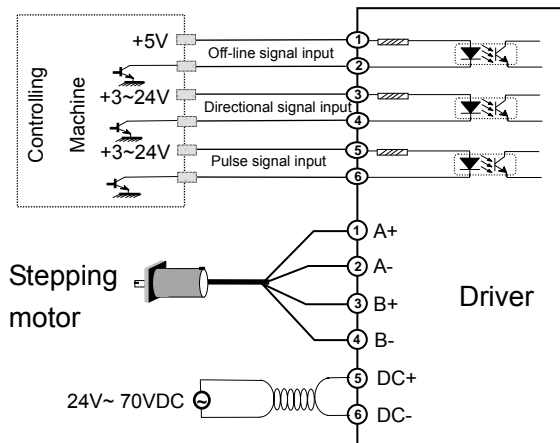 Controlling
Machine
+5V
Off-line signal input
1
2
+3~24V
Directional signal input
3
4
+3~24V
Pulse signal input
5
6
Stepping
motor
1 A+
2 A-
3 B+
4 B-
Driver
24V~ 70VDC
5 DC+
6 DC-